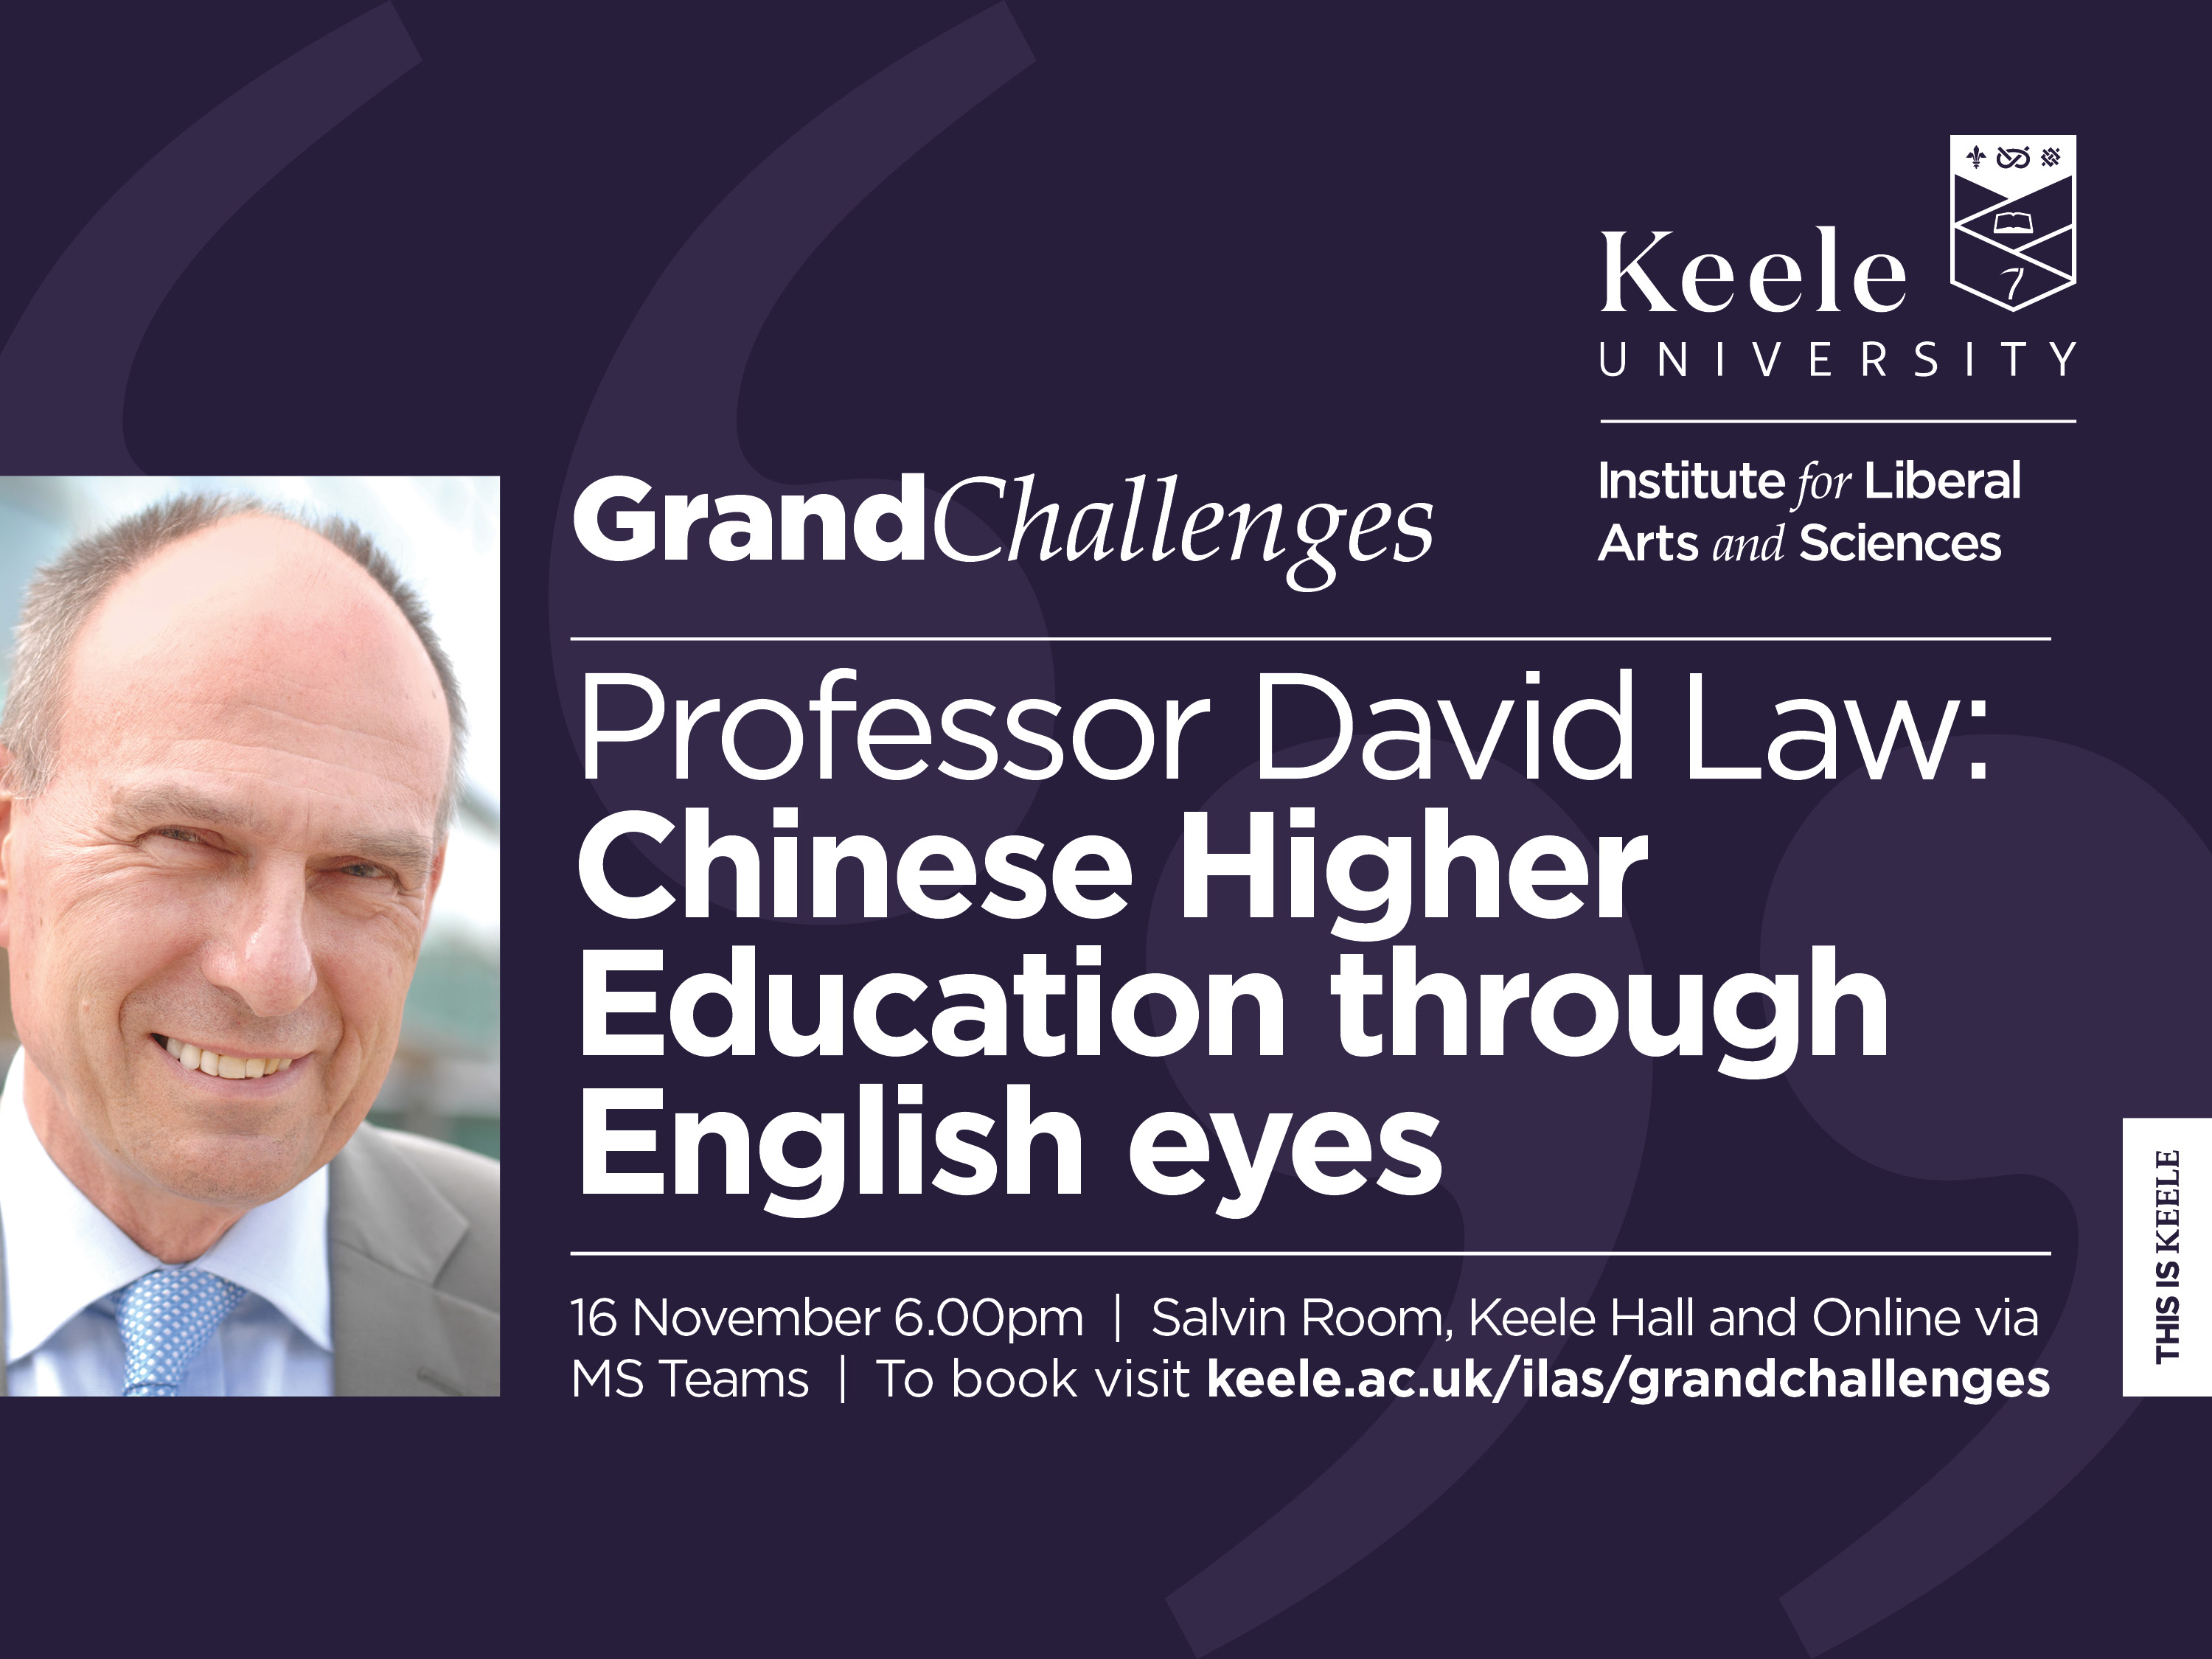 Keele
UNIVERSITY
Institute for Liberal
Arts and Sciences
GrandChallenges
Professor David Law:
Chinese Higher
Education through
English eyes
16 November 6.00pm | Salvin Room, Keele Hall and Online via
MS Teams | To book visit keele.ac.uk/ilas/grandchallenges
THIS IS KEELE